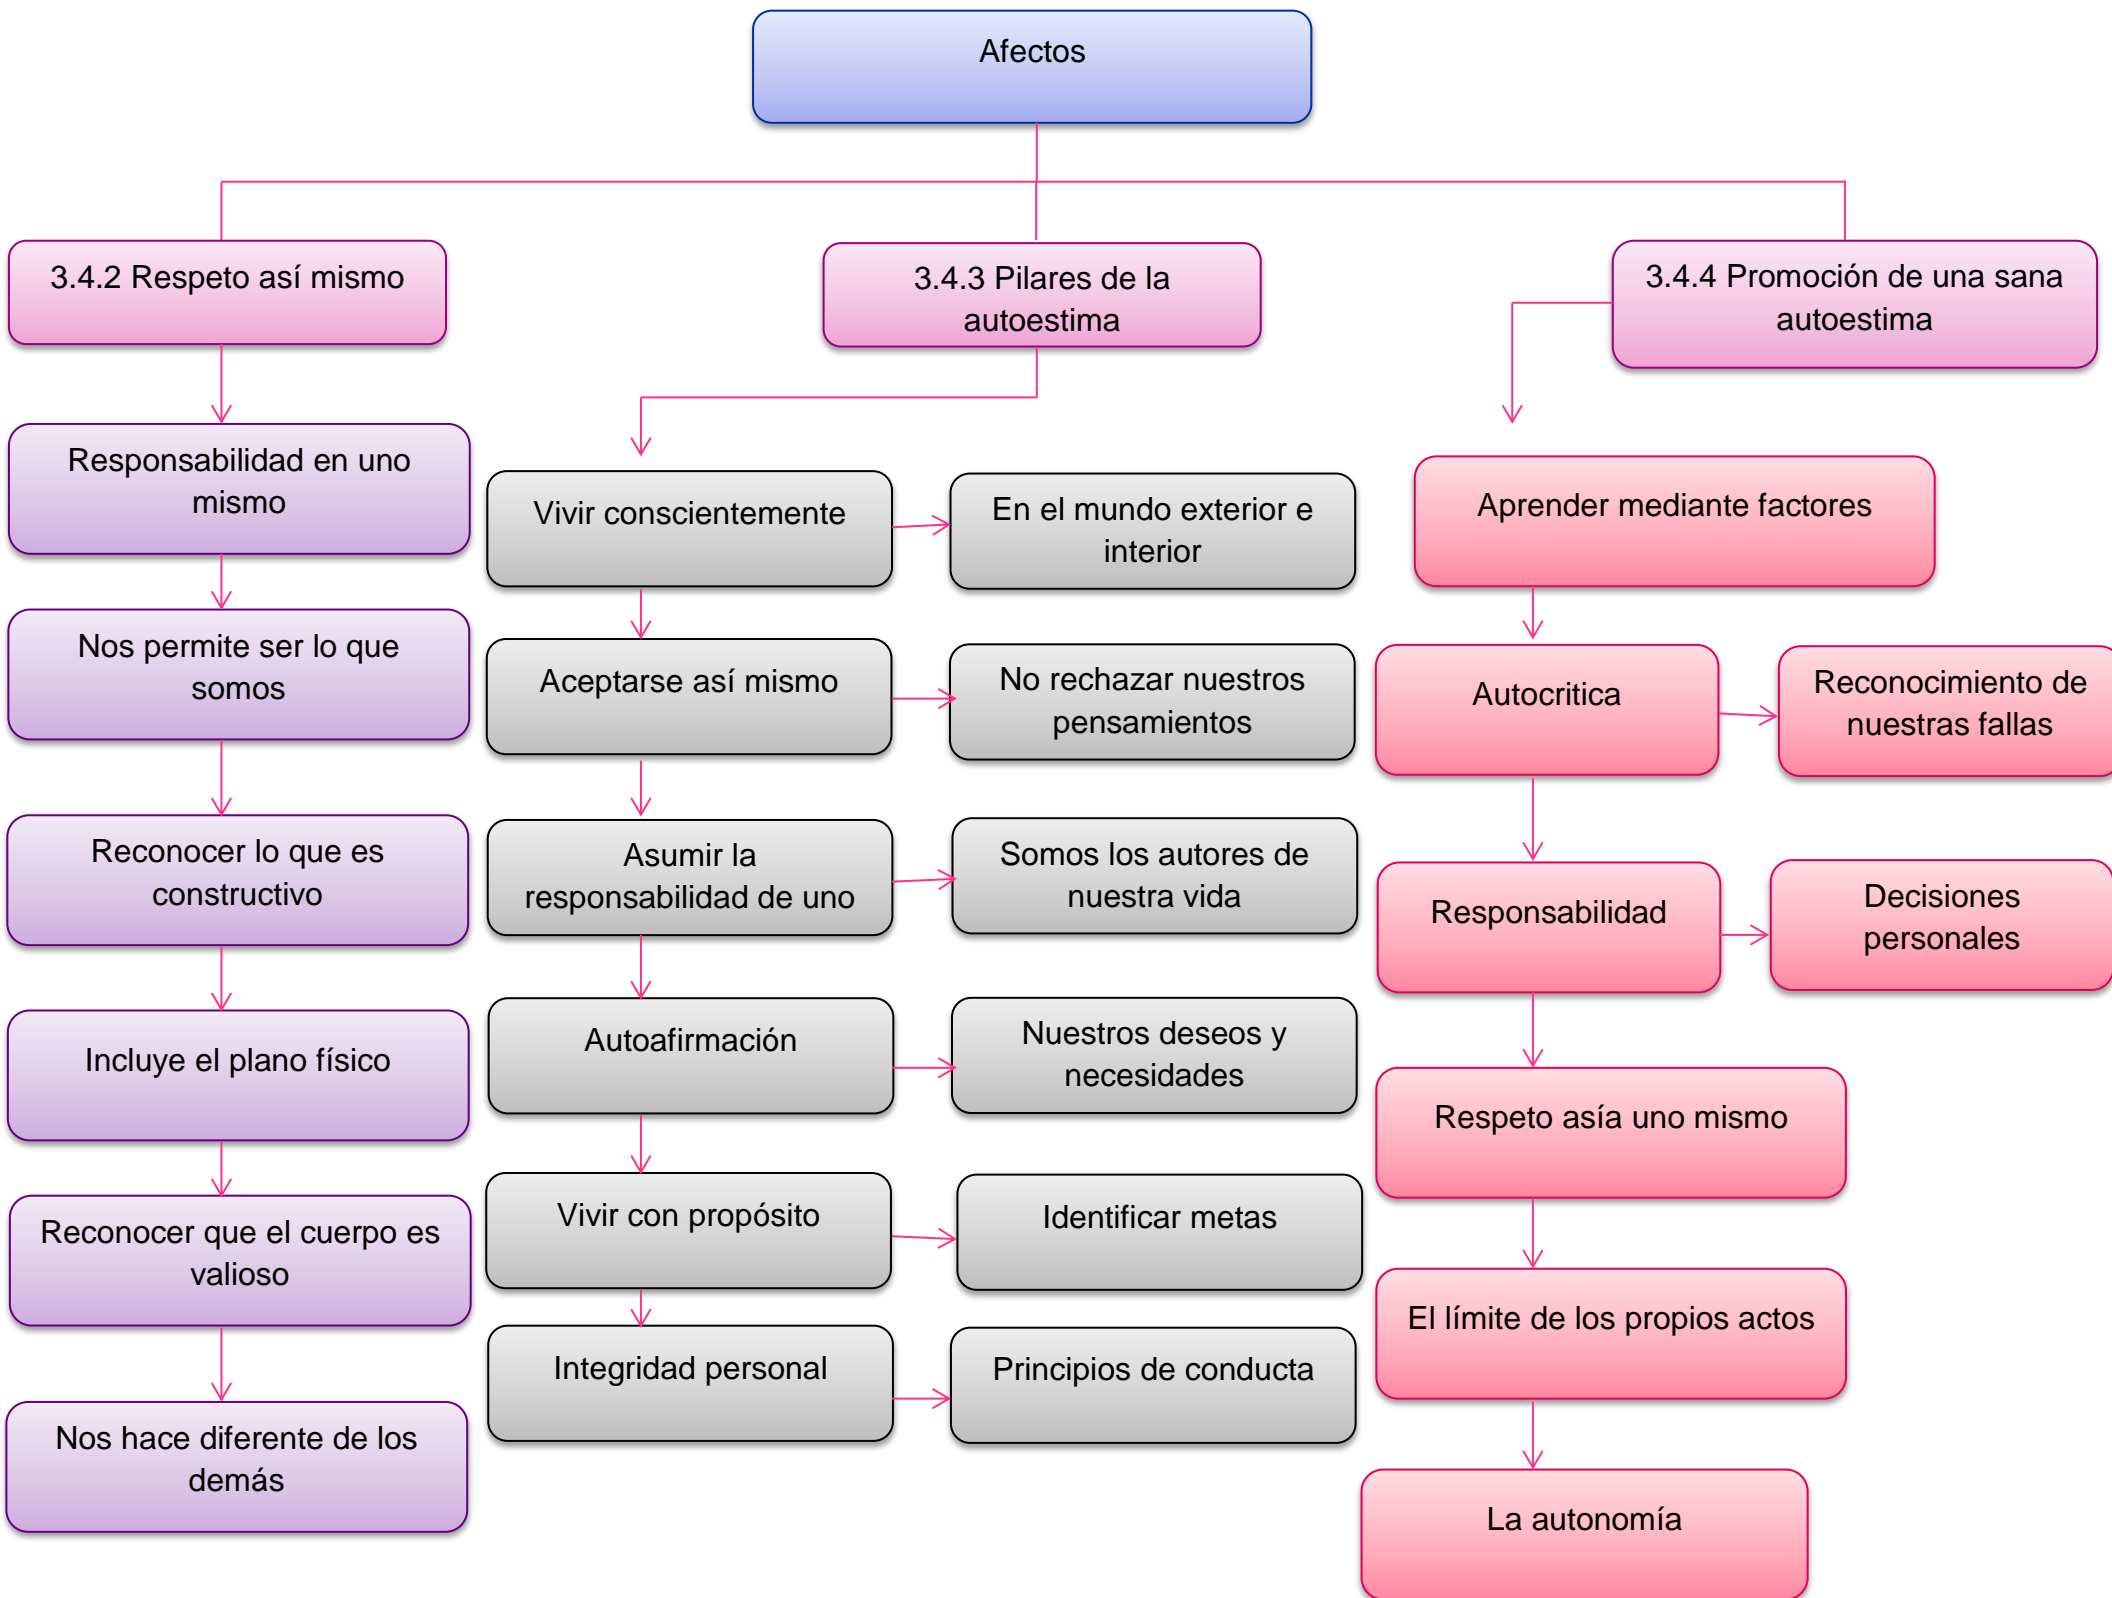 Afectos
3.4.2 Respeto así mismo
3.4.3 Pilares de la
autoestima
3.4.4 Promoción de una sana
autoestima
Responsabilidad en uno
mismo
Nos permite ser lo que
somos
Reconocer lo que es
constructivo
Incluye el plano físico
Reconocer que el cuerpo es
valioso
Nos hace diferente de los
demás
Vivir conscientemente
En el mundo exterior e
interior
Aceptarse así mismo
No rechazar nuestros
pensamientos
Asumir la
responsabilidad de uno
Somos los autores de
nuestra vida
Autoafirmación
Nuestros deseos y
necesidades
Vivir con propósito
Identificar metas
Integridad personal
Principios de conducta
Aprender mediante factores
Autocritica
Reconocimiento de
nuestras fallas
Responsabilidad
Decisiones
personales
Respeto asía uno mismo
El límite de los propios actos
La autonomía